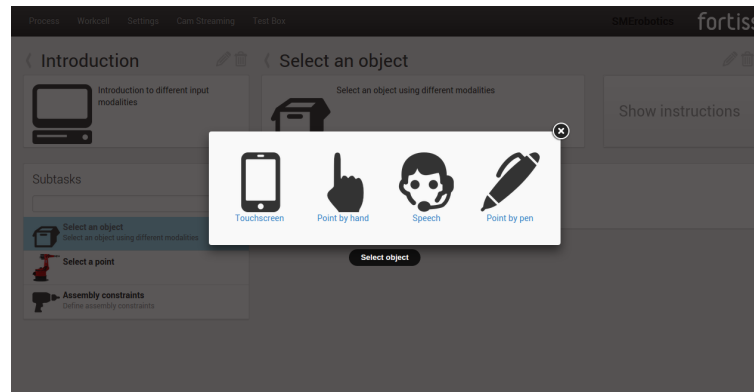 Process Workcell Settings Cam Streaming Test Box SMErobotics fortiss
Introduction
Select an object
Introduction to different input
modalities
Select an object using different modalities
Show instructions
Touchscreen Point by hand Speech Point by pen
Select object
Subtasks
Select an object
Select an object using different modalities
Select a point
Assembly constraints
Define assembly constraints